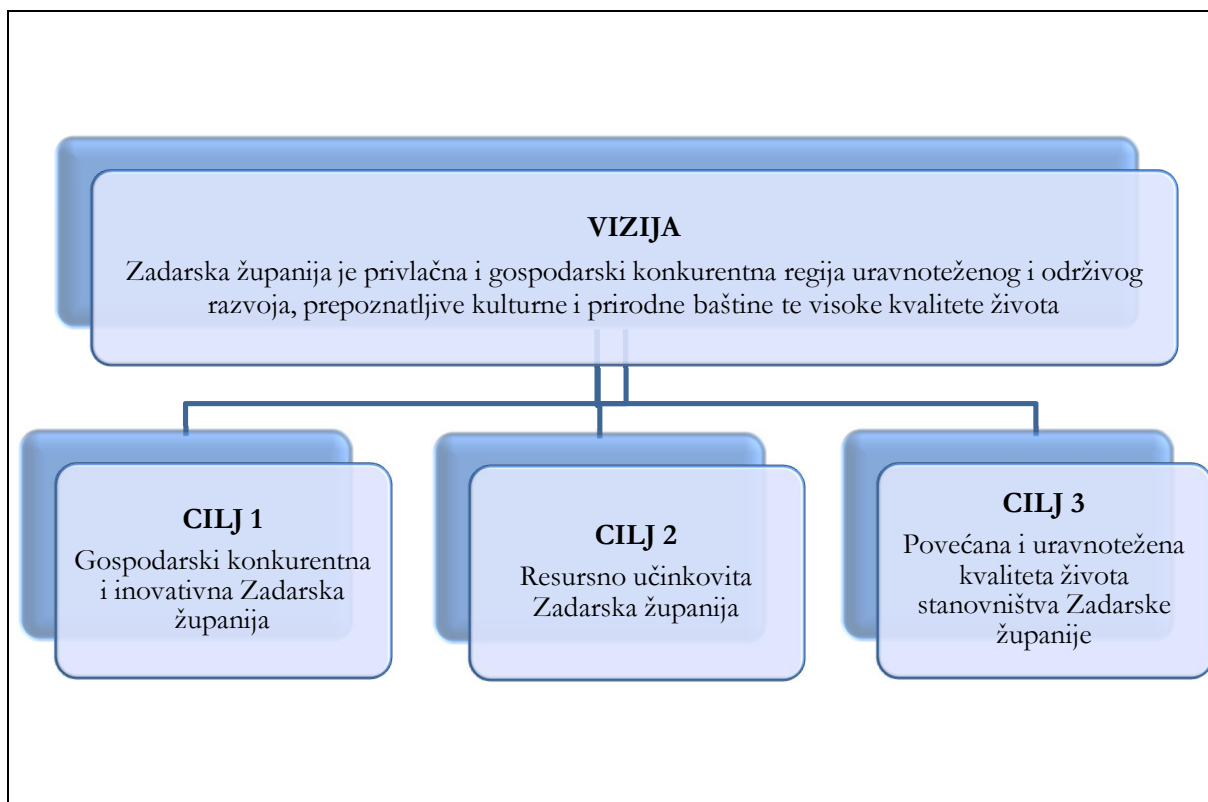 VIZIJA
Zadarska županija je privlačna i gospodarski konkurentna regija uravnoteženog i održivog
razvoja, prepoznatljive kulturne i prirodne baštine te visoke kvalitete života
CILJ 1
Gospodarski konkurentna
i inovativna Zadarska
županija
CILJ 2
Resursno učinkovita
Zadarska županija
CILJ 3
Povećana i uravnotežena
kvaliteta života
stanovništva Zadarske
županije